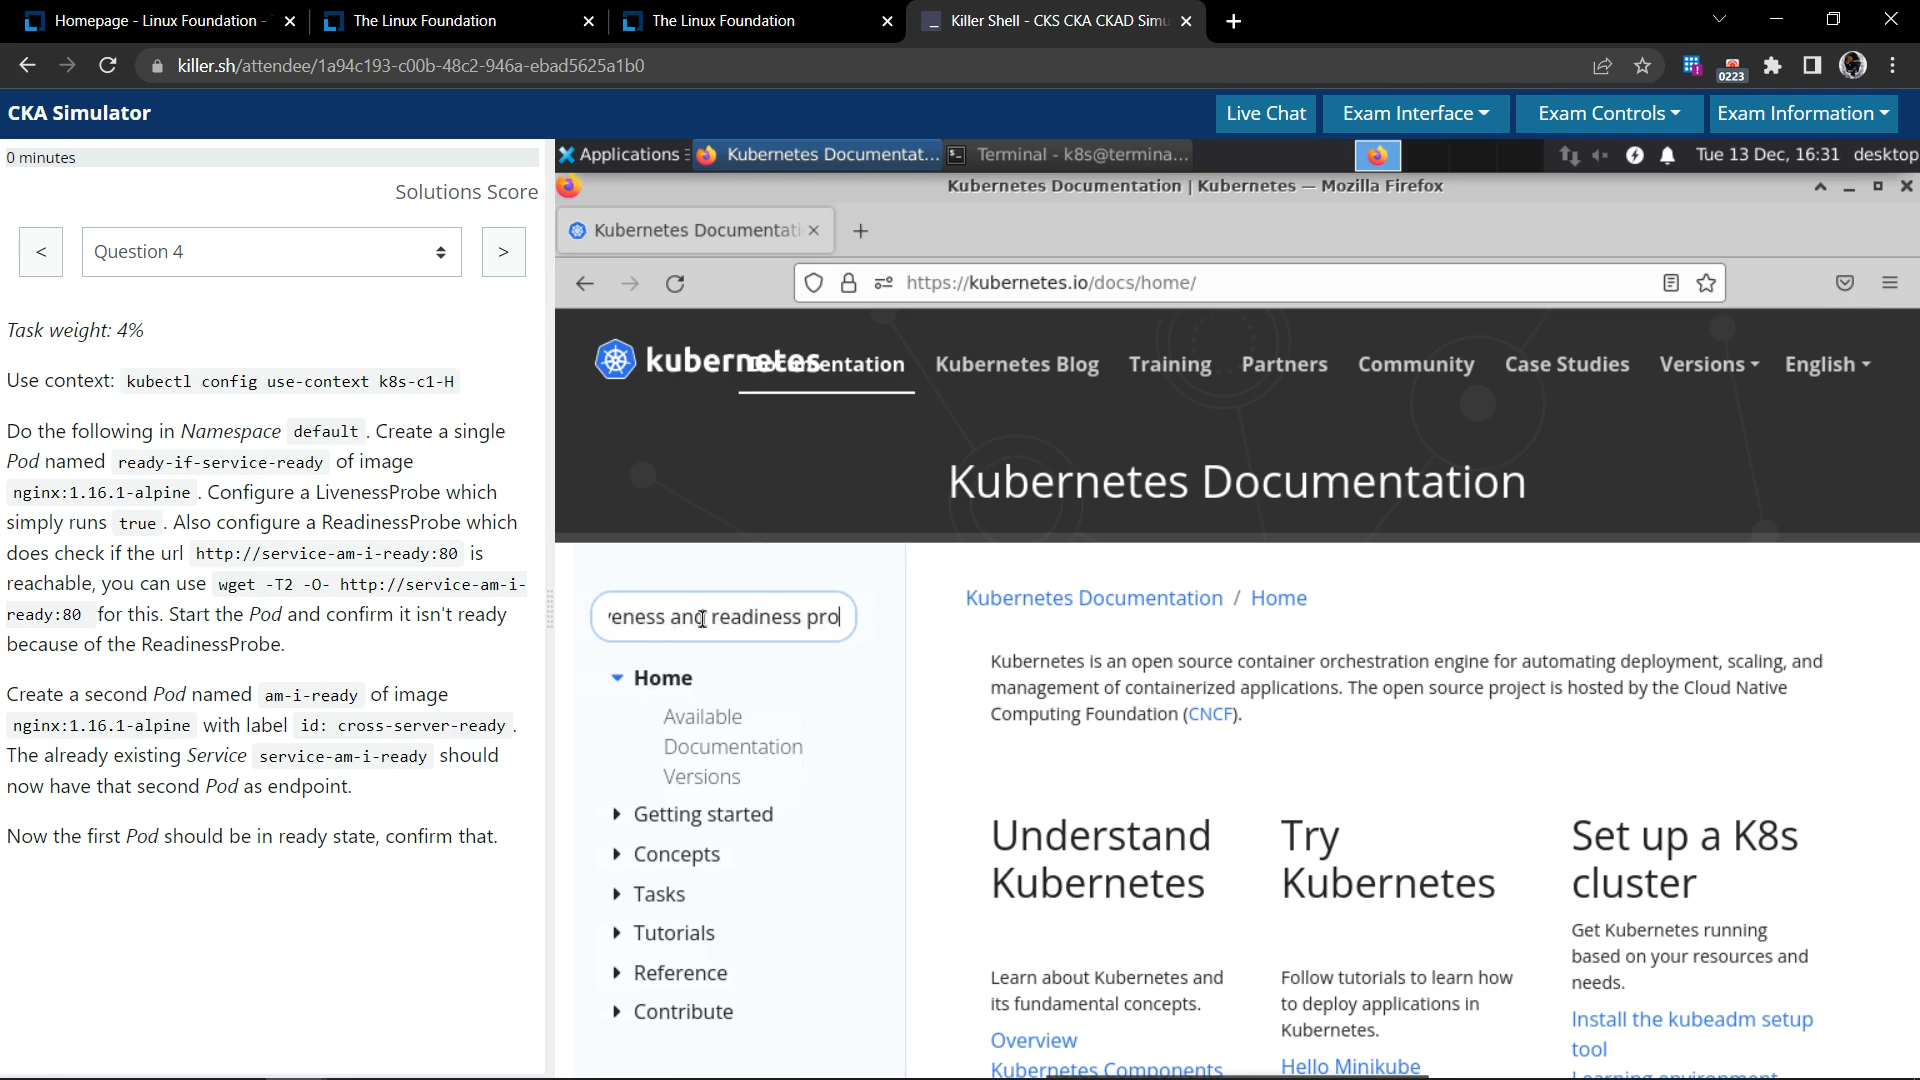 Homepage - Linux Foundation -
The Linux Foundation
The Linux Foundation
Killer Shell - CKS CKA CKAD Simu
killer.sh/attendee/1a94c193-c00b-48c2-946a-ebad5625a1b0
0223
CKA Simulator
Live Chat
Exam Interface
Exam Controls
Exam Information
0 minutes
Solutions Score
<
Question 4
>
Task weight: 4%
Use context: kubectl config use-context k8s-c1-H
Do the following in Namespace default . Create a single
Pod named ready-if-service-ready of image
nginx:1.16.1-alpine . Configure a LivenessProbe which
simply runs true . Also configure a ReadinessProbe which
does check if the url http://service-am-i-ready:80 is
reachable, you can use wget -T2 -O- http://service-am-i-
ready:80 for this. Start the Pod and confirm it isn't ready
because of the ReadinessProbe.
Create a second Pod named am-i-ready of image
nginx:1.16.1-alpine with label id: cross-server-ready .
The already existing Service service-am-i-ready should
now have that second Pod as endpoint.
Now the first Pod should be in ready state, confirm that.
Applications
Kubernetes Documentat...
Terminal - k8s@termina...
Tue 13 Dec, 16:31 desktop
Kubernetes Documentation | Kubernetes — Mozilla Firefox
Kubernetes Documentati
https://kubernetes.io/docs/home/
kubernetes
Documentation
Kubernetes Blog
Training
Partners
Community
Case Studies
Versions
English
Kubernetes Documentation
veness and readiness pro
Home
Available
Documentation
Versions
Getting started
Concepts
Tasks
Tutorials
Reference
Contribute
Kubernetes Documentation / Home
Kubernetes is an open source container orchestration engine for automating deployment, scaling, and
management of containerized applications. The open source project is hosted by the Cloud Native
Computing Foundation (CNCF).
Understand
Kubernetes
Learn about Kubernetes and
its fundamental concepts.
Overview
Kubernetes Components
Try
Kubernetes
Follow tutorials to learn how
to deploy applications in
Kubernetes.
Hello Minikube
Set up a K8s
cluster
Get Kubernetes running
based on your resources and
needs.
Install the kubeadm setup
tool
Learning environment